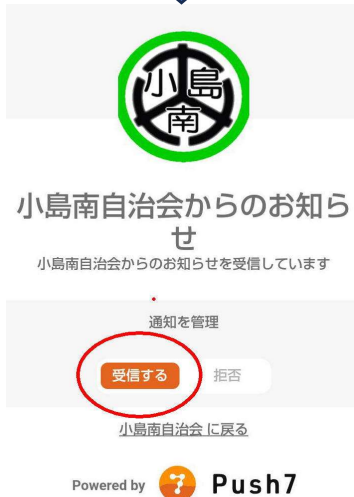 小島
南
小島南自治会からのお知ら
せ
小島南自治会からのお知らせを受信しています
通知を管理
受信する 拒否
小島南自治会 に戻る
Powered by Push7